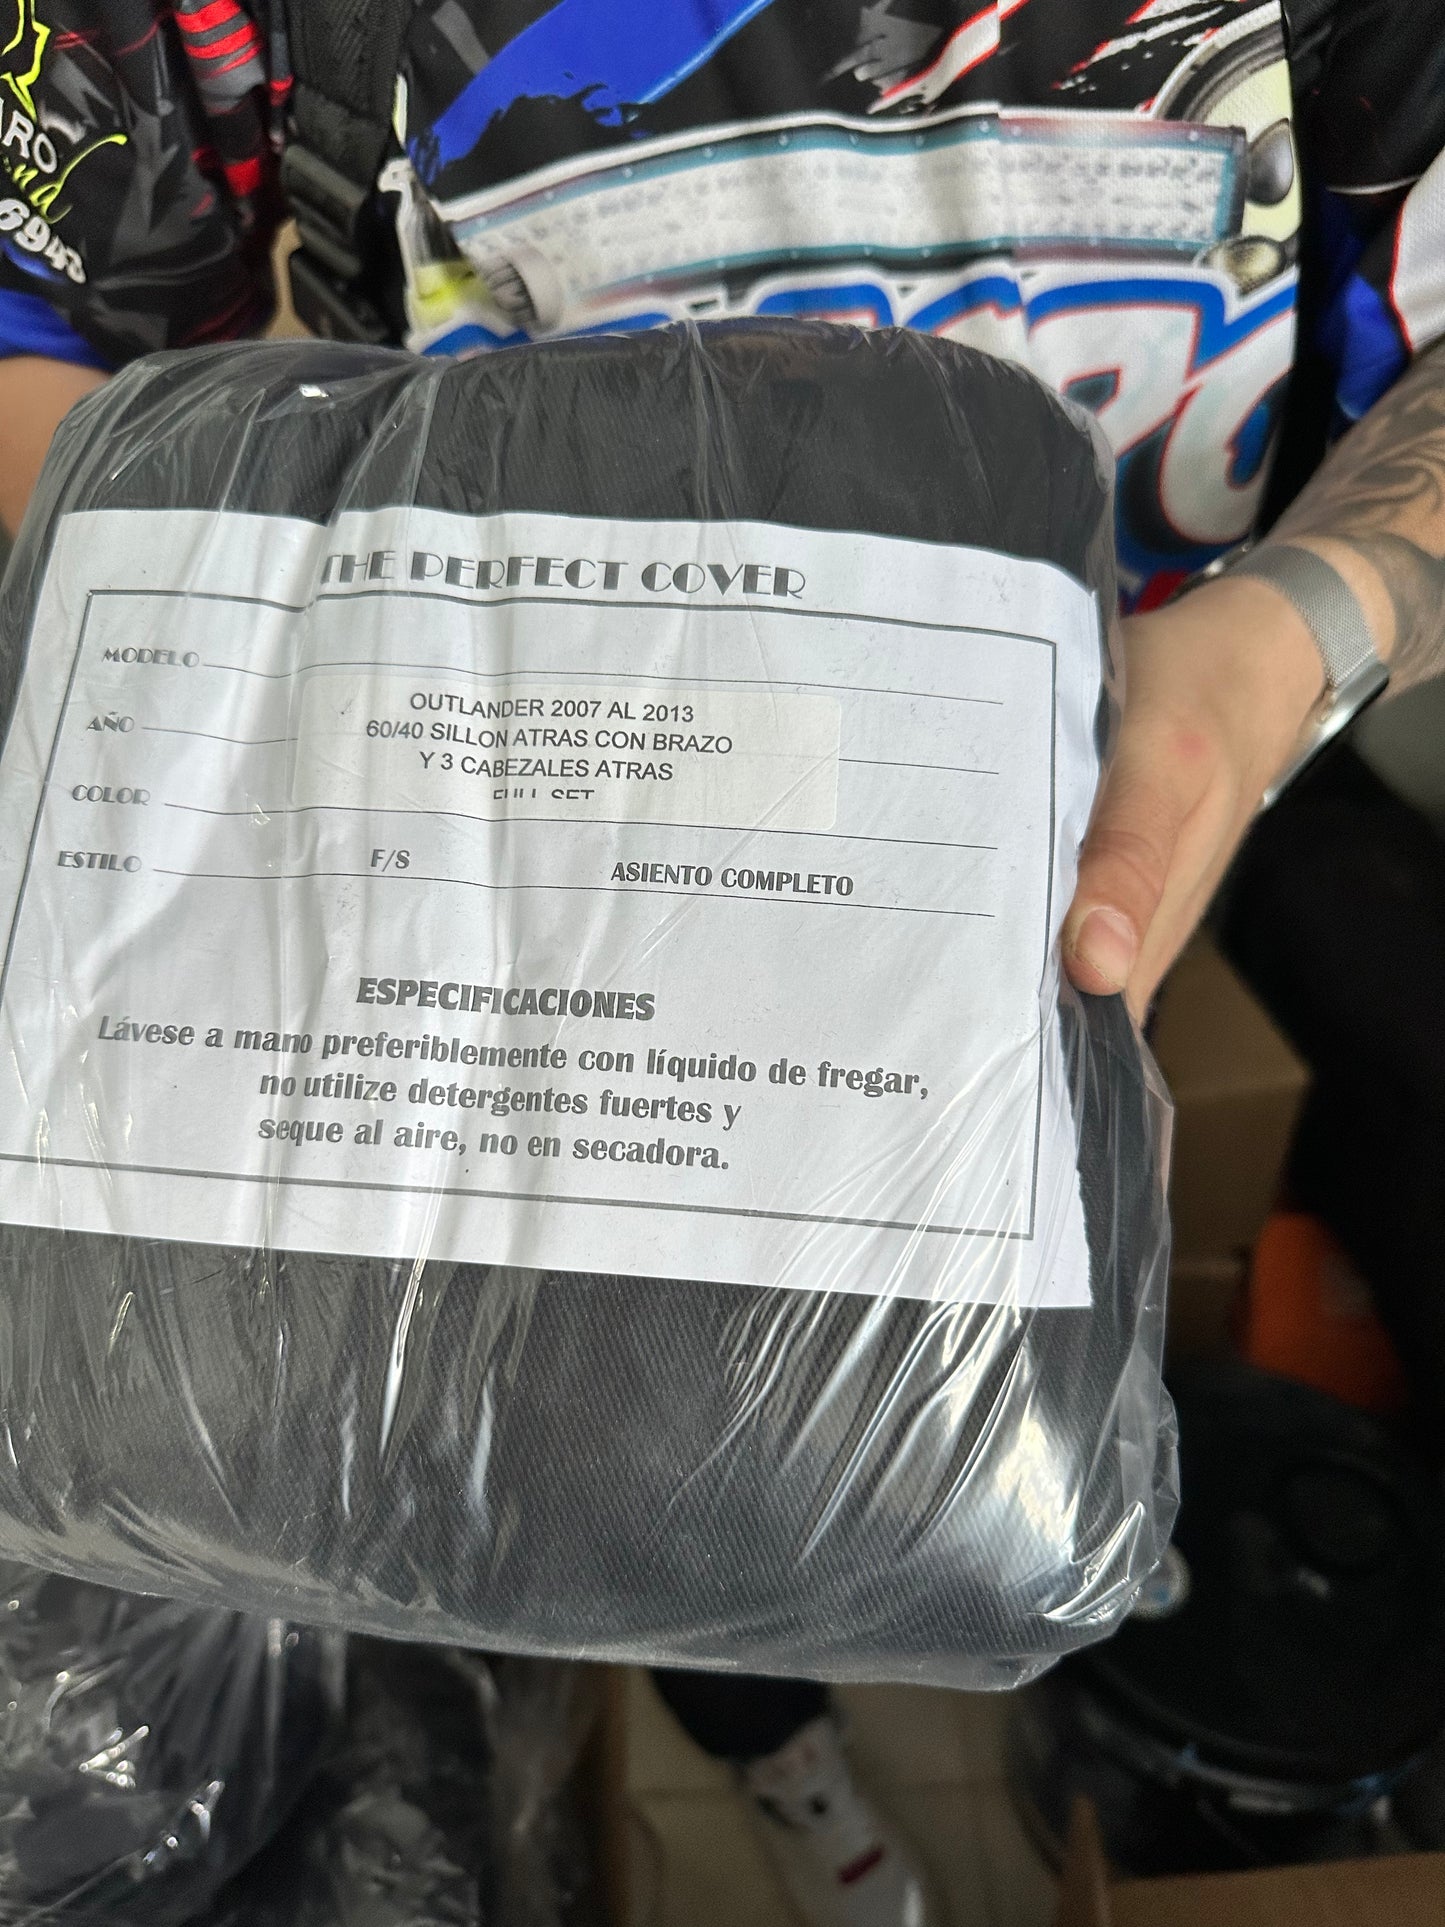 THE PERFECT COVER
MODELO
OUTLANDER 2007 AL 2013
AÑO
60/40 SILLON ATRAS CON BRAZO
Y 3 CABEZALES ATRAS
COLOR
FULL SET
ESTILO F/S ASIENTO COMPLETO
ESPECIFICACIONES
Lávese a mano preferiblemente con líquido de fregar,
no utilize detergentes fuertes y
seque al aire, no en secadora.